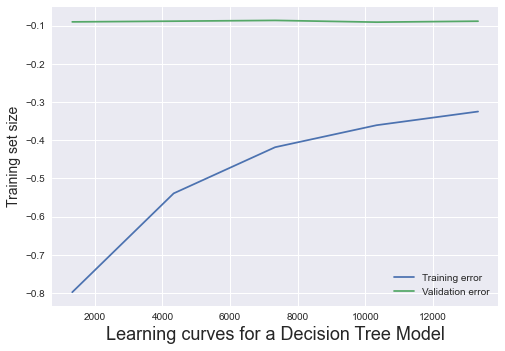 −0.1
−0.2
−0.3
−0.4
−0.5
−0.6
−0.7
−0.8
Training set size
Training error
Validation error
2000 4000 6000 8000 10000 12000
Learning curves for a Decision Tree Model